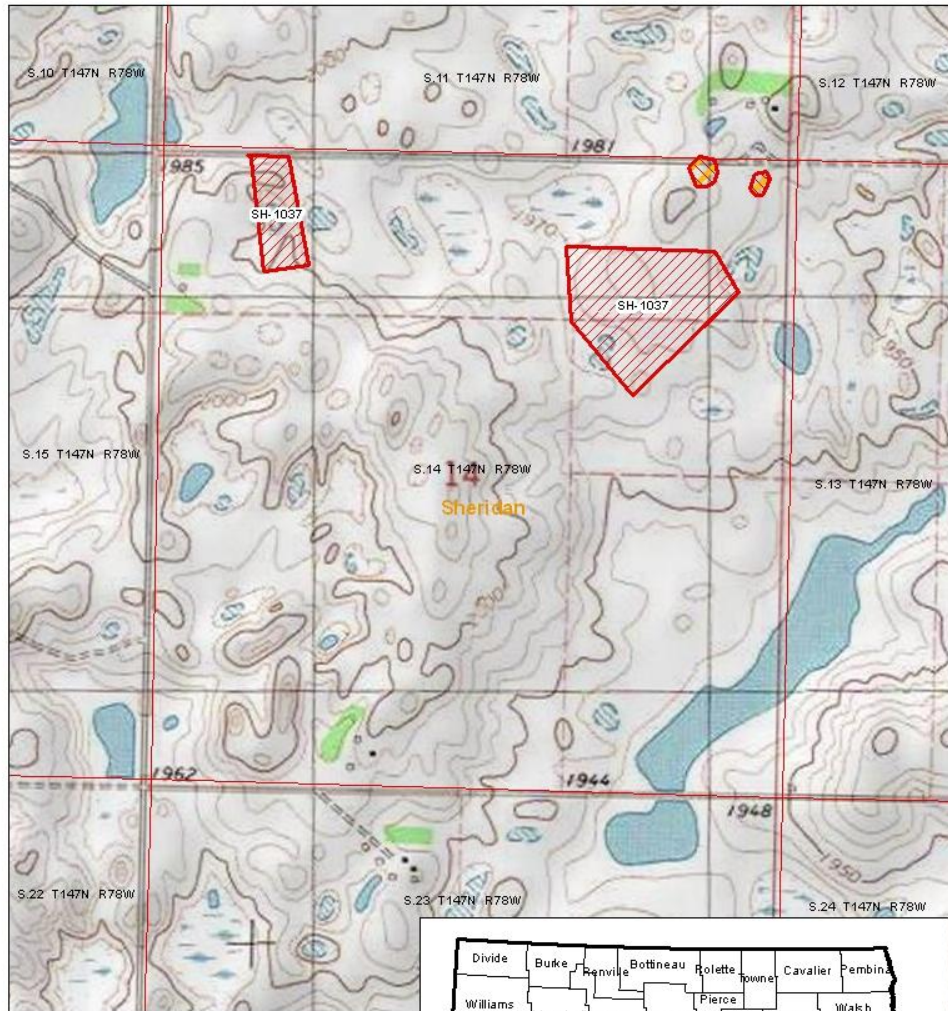 S.10 T147N R78W
S.11 T147N R78W
S.12 T147N R78W
1981
1985
SH-1037
1970
SH-1037
1950
S.15 T147N R78W
S.14 T147N R78W
14
S.13 T147N R78W
Sheridan
1962
1944
1948
1950
S.22 T147N R78W
S.23 T147N R78W
S.24 T147N R78W
Divide
Burke
Renville
Bottineau
Rolette
Towner
Cavalier
Pembina
Williams
Pierce
Walsh